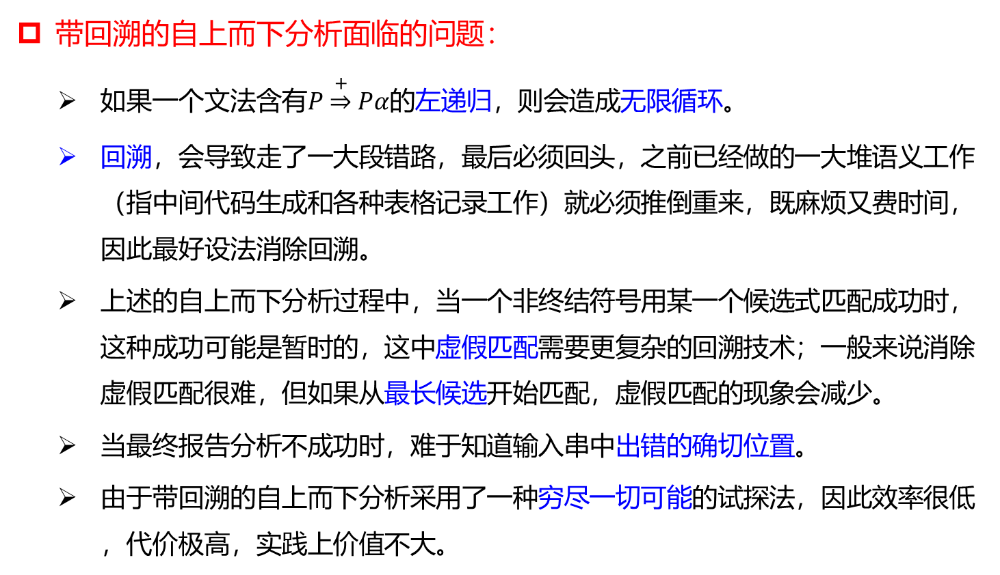 带回溯的自上而下分析面临的问题：
如果一个文法含有P ⇒+ Pα的左递归，则会造成无限循环。
回溯，会导致走了一大段错路，最后必须回头，之前已经做的一大堆语义工作
（指中间代码生成和各种表格记录工作）就必须推倒重来，既麻烦又费时间，
因此最好设法消除回溯。
上述的自上而下分析过程中，当一个非终结符号用某一个候选式匹配成功时，
这种成功可能是暂时的，这中虚假匹配需要更复杂的回溯技术；一般来说消除
虚假匹配很难，但如果从最长候选开始匹配，虚假匹配的现象会减少。
当最终报告分析不成功时，难于知道输入串中出错的确切位置。
由于带回溯的自上而下分析采用了一种穷尽一切可能的试探法，因此效率很低
，代价极高，实践上价值不大。